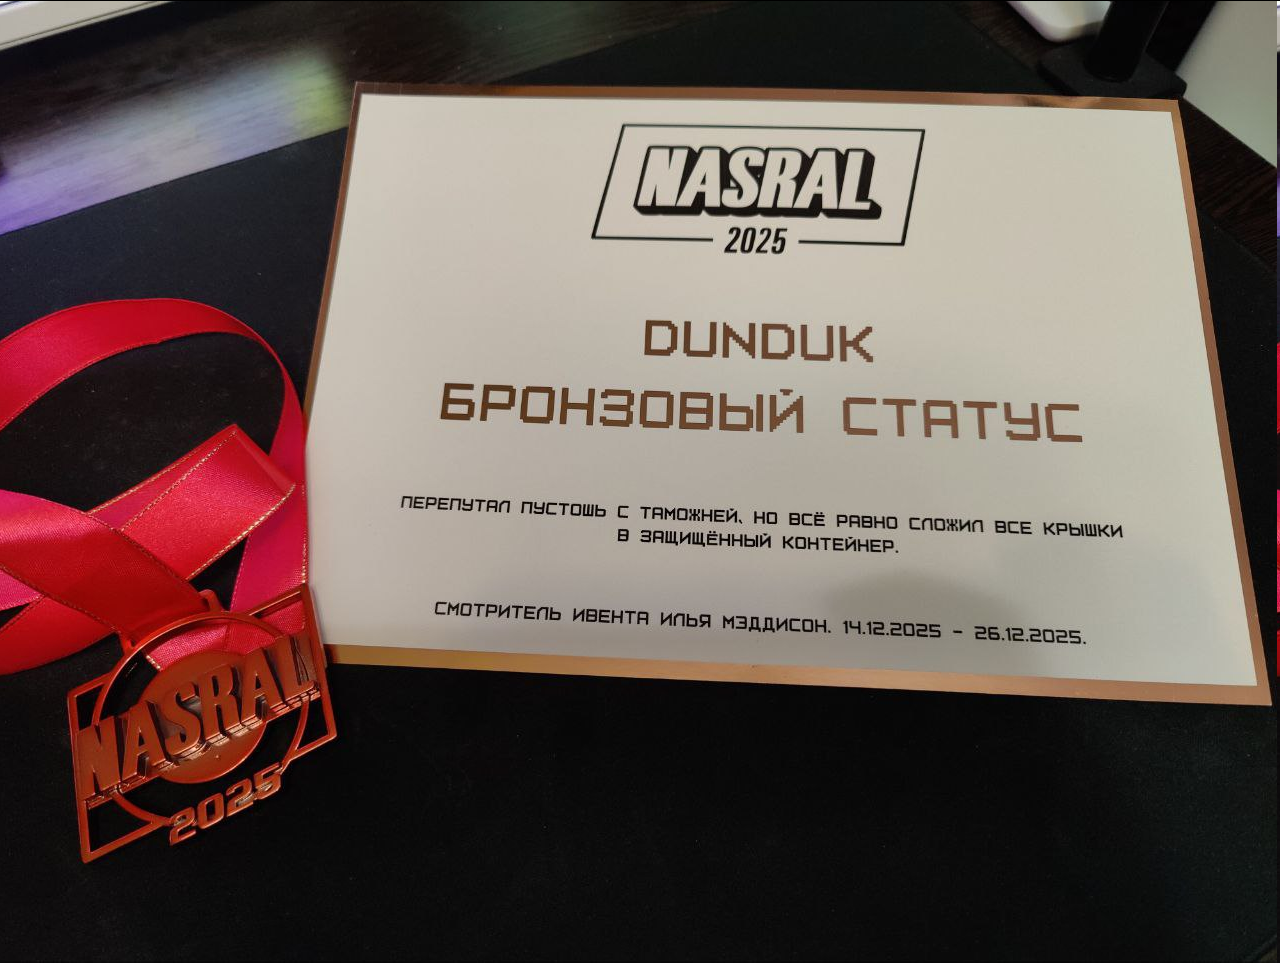 NASRAL
2025
DUNDUK
БРОНЗОВЫЙ СТАТУС
ПЕРЕПУТАЛ ПУСТОШЬ С ТАМОЖНЕЙ, НО ВСЁ РАВНО СЛОЖИЛ ВСЕ КРЫШКИ
В ЗАЩИЩЁННЫЙ КОНТЕЙНЕР.
СМОТРИТЕЛЬ ИВЕНТА ИЛЬЯ МЭДДИСОН. 14.12.2025 - 26.12.2025.
NASRAL
2025